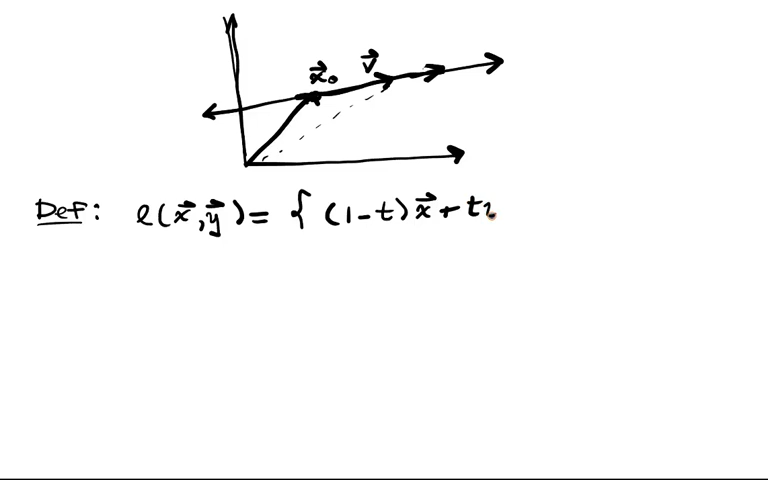 x⃗₀ v⃗
Def: l(x⃗,y⃗)= { (1-t)x⃗+t